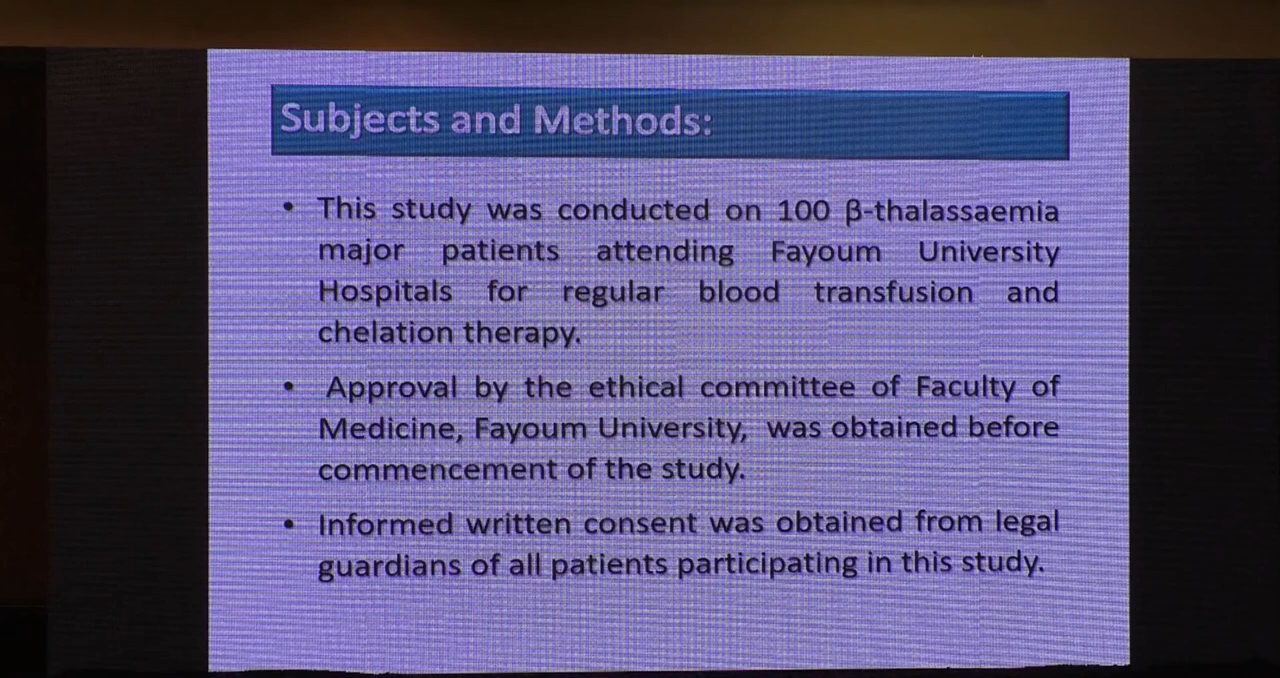 Subjects and Methods:
• This study was conducted on 100 β-thalassaemia
major patients attending Fayoum University
Hospitals for regular blood transfusion and
chelation therapy.
• Approval by the ethical committee of Faculty of
Medicine, Fayoum University, was obtained before
commencement of the study.
• Informed written consent was obtained from legal
guardians of all patients participating in this study.